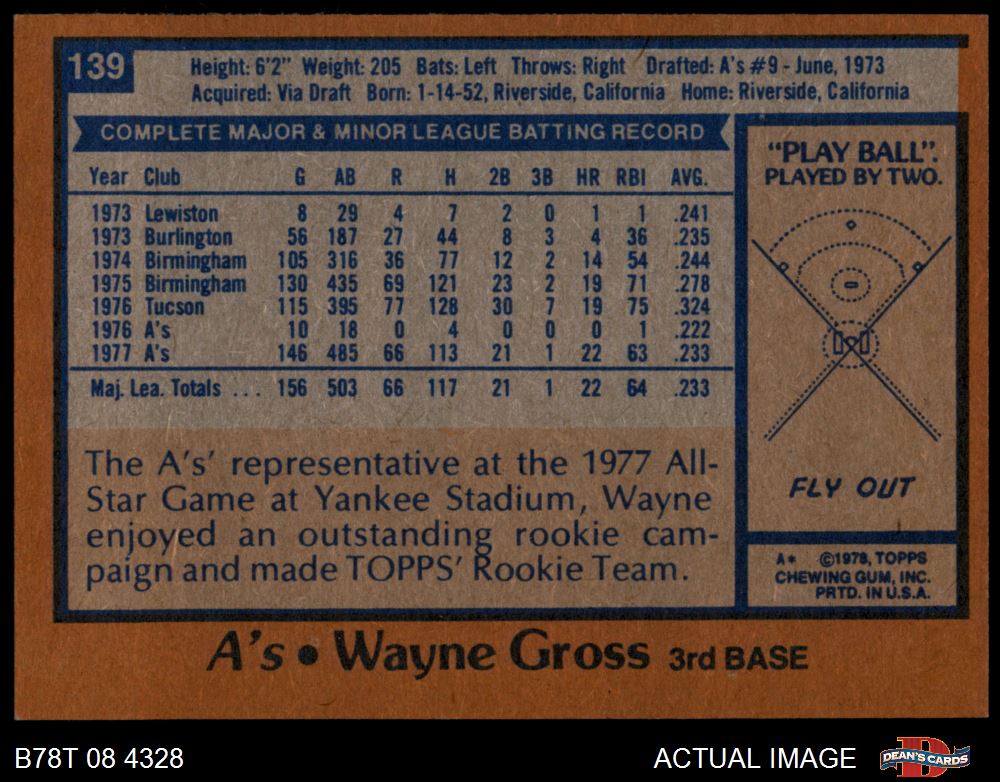 139
Height: 6'2" Weight: 205 Bats: Left Throws: Right Drafted: A's #9 - June, 1973
Acquired: Via Draft Born: 1-14-52, Riverside, California Home: Riverside, California
COMPLETE MAJOR & MINOR LEAGUE BATTING RECORD
Year Club G AB R H 2B 3B HR RBI AVG.
1973 Lewiston 8 29 4 7 2 0 1 1 .241
1973 Burlington 56 187 27 44 8 3 4 36 .235
1974 Birmingham 105 316 36 77 12 2 14 54 .244
1975 Birmingham 130 435 69 121 23 2 19 71 .278
1976 Tucson 115 395 77 128 30 7 19 75 .324
1976 A's 10 18 0 4 0 0 0 1 .222
1977 A's 146 485 66 113 21 1 22 63 .233
Maj. Lea. Totals ... 156 503 66 117 21 1 22 64 .233
The A's' representative at the 1977 All-
Star Game at Yankee Stadium, Wayne
enjoyed an outstanding rookie cam-
paign and made TOPPS' Rookie Team.
"PLAY BALL".
PLAYED BY TWO.
FLY OUT
A* ©1978, TOPPS
CHEWING GUM, INC.
PRTD. IN U.S.A.
A's • Wayne Gross 3rd BASE
B78T 08 4328
ACTUAL IMAGE
D
DEAN'S CARDS